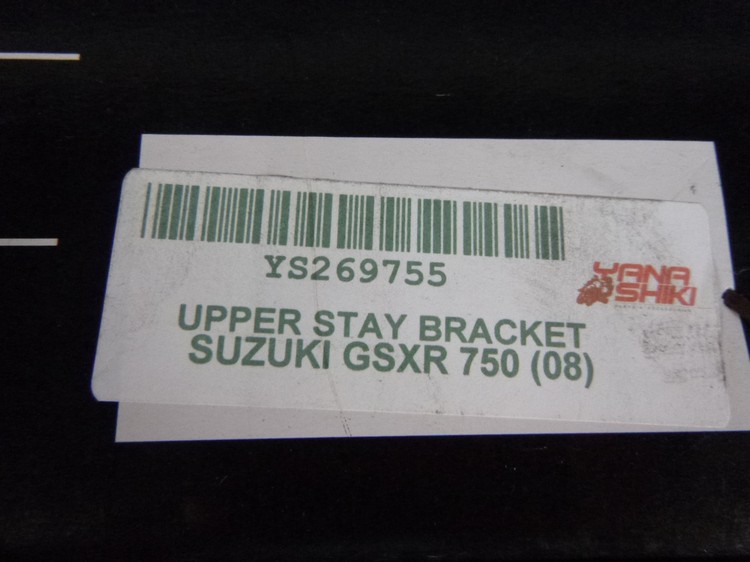 YS269755
YANA
SHIKI
UPPER STAY BRACKET
SUZUKI GSXR 750 (08)